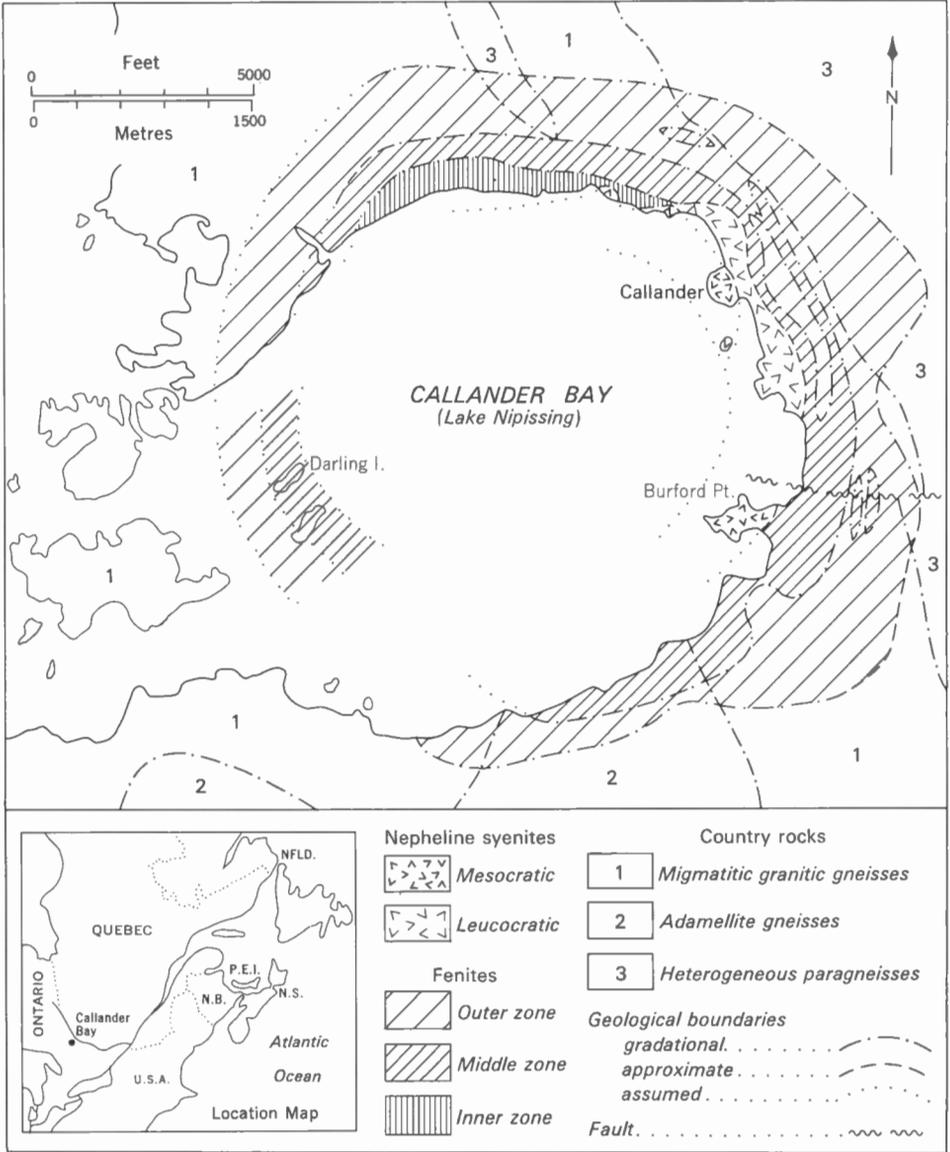 Feet
0 5000
0 1500
Metres
N
1
3
1
3
1
3
3
1
1
2
2
1
Callander
CALLANDER BAY
(Lake Nipissing)
Darling I.
Burford Pt.
NFLD.
QUEBEC
ONTARIO
P.E.I.
N.B.
N.S.
Callander
Bay
Atlantic
Ocean
U.S.A.
Location Map
Nepheline syenites
Mesocratic
Leucocratic
Fenites
Outer zone
Middle zone
Inner zone
Country rocks
1 Migmatitic granitic gneisses
2 Adamellite gneisses
3 Heterogeneous paragneisses
Geological boundaries
gradational. . . . . . .
approximate . . . . . .
assumed . . . . . . . .
Fault. . . . . . . . . . . .